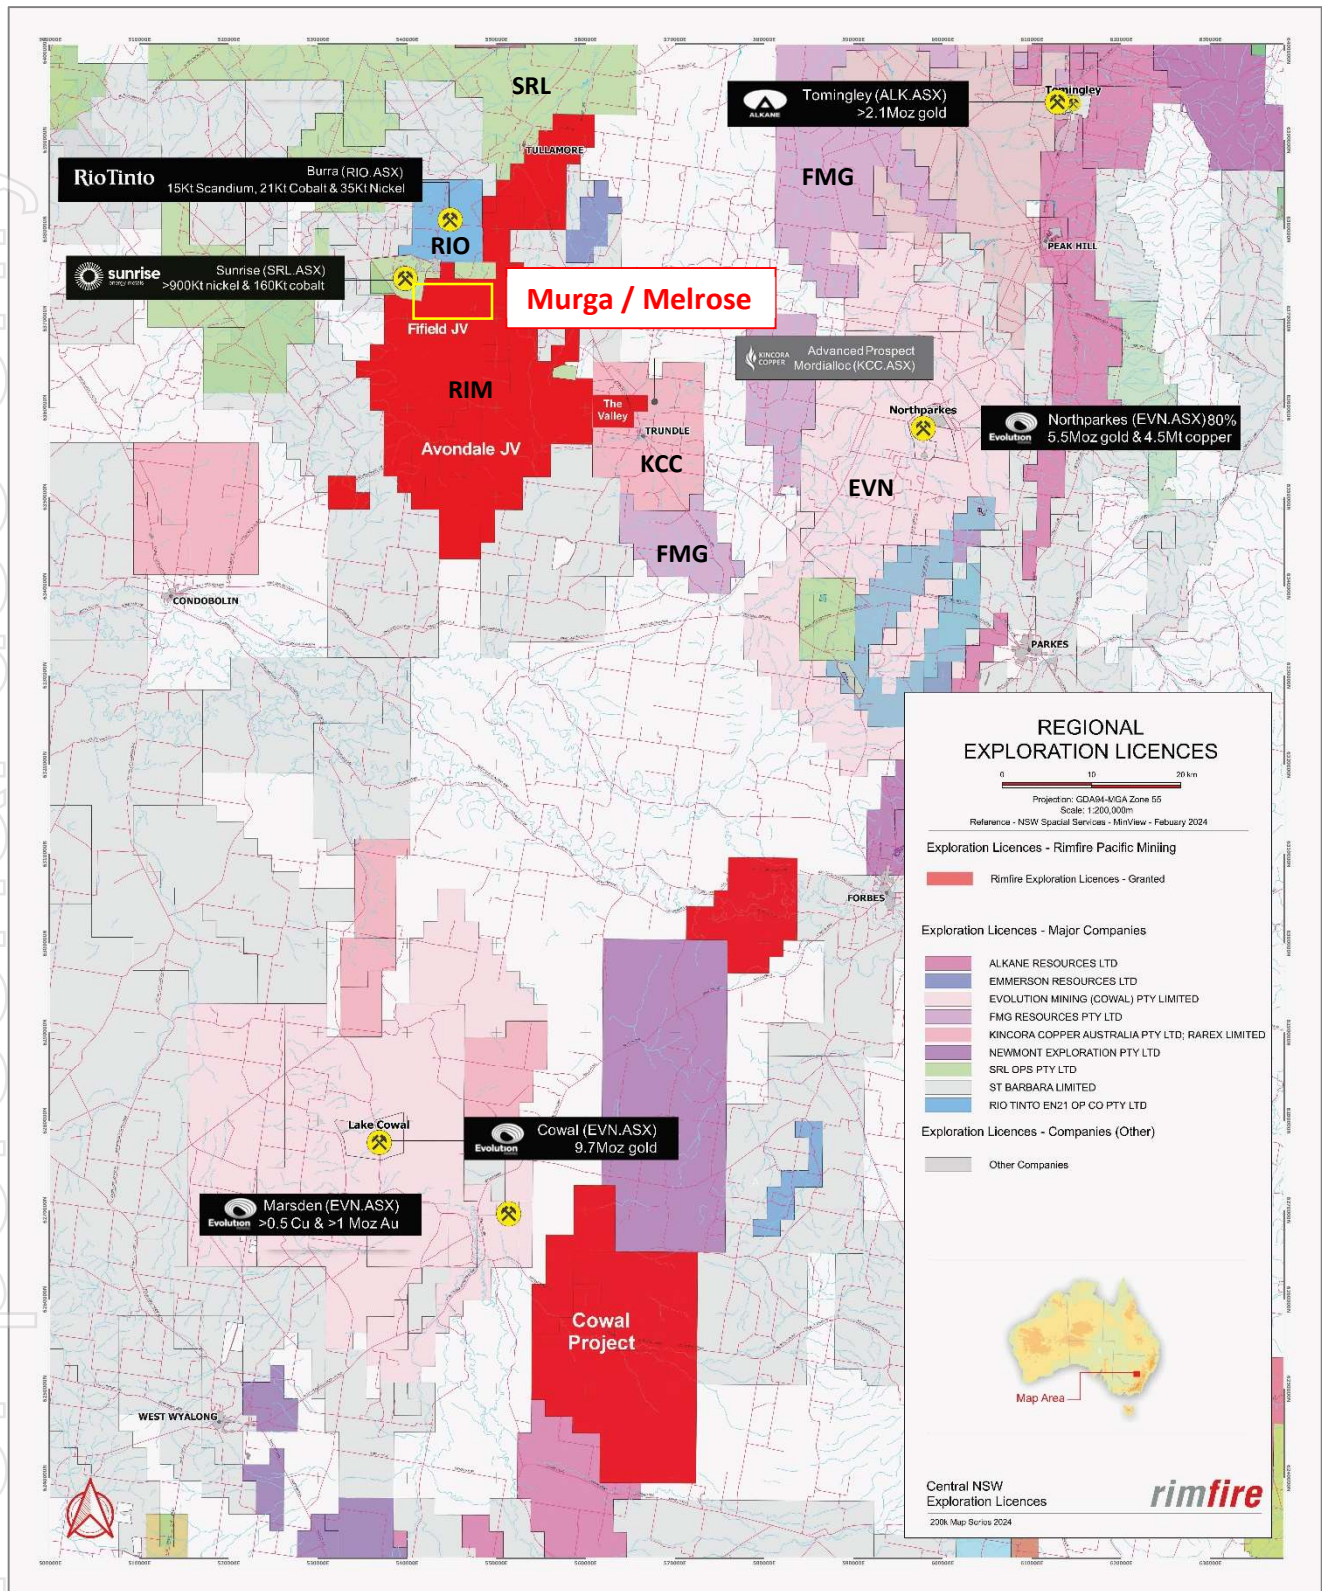 SRL
TULLAMORE
RioTinto
Burra (RIO.ASX)
15Kt Scandium, 21Kt Cobalt & 35Kt Nickel
RIO
sunrise
energy metals
Sunrise (SRL.ASX)
>900Kt nickel & 160Kt cobalt
Murga / Melrose
Fifield JV
RIM
Avondale JV
The
Valley
TRUNDLE
KCC
FMG
ALKANE
Tomingley (ALK.ASX)
>2.1Moz gold
Tomingley
FMG
PEAK HILL
KINCORA
COPPER
Advanced Prospect
Mordialloc (KCC.ASX)
Northparkes
Evolution
Northparkes (EVN.ASX) 80%
5.5Moz gold & 4.5Mt copper
EVN
CONDOBOLIN
PARKES
FORBES
Lake Cowal
Evolution
Cowal (EVN.ASX)
9.7Moz gold
Evolution
Marsden (EVN.ASX)
>0.5 Cu & >1 Moz Au
Cowal
Project
WEST WYALONG
REGIONAL
EXPLORATION LICENCES
0 10 20 km
Projection: GDA94-MGA Zone 55
Scale: 1:200,000m
Reference - NSW Spacial Services - MinView - Febuary 2024
Exploration Licences - Rimfire Pacific Miniing
Rimfire Exploration Licences - Granted
Exploration Licences - Major Companies
ALKANE RESOURCES LTD
EMMERSON RESOURCES LTD
EVOLUTION MINING (COWAL) PTY LIMITED
FMG RESOURCES PTY LTD
KINCORA COPPER AUSTRALIA PTY LTD; RAREX LIMITED
NEWMONT EXPLORATION PTY LTD
SRL OPS PTY LTD
ST BARBARA LIMITED
RIO TINTO EN21 OP CO PTY LTD
Exploration Licences - Companies (Other)
Other Companies
Map Area
Central NSW
Exploration Licences
200k Map Series 2024
rimfire